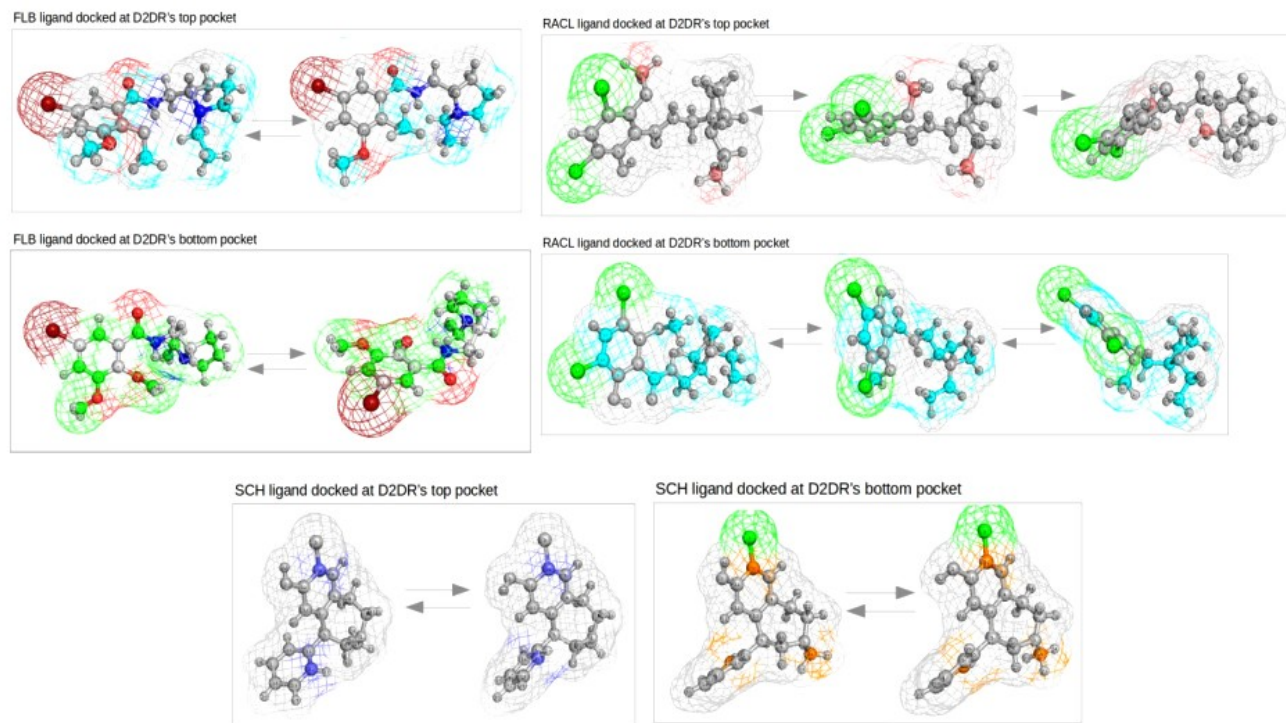 FLB ligand docked at D2DR's top pocket
RACL ligand docked at D2DR's top pocket
FLB ligand docked at D2DR's bottom pocket
RACL ligand docked at D2DR's bottom pocket
SCH ligand docked at D2DR's top pocket
SCH ligand docked at D2DR's bottom pocket